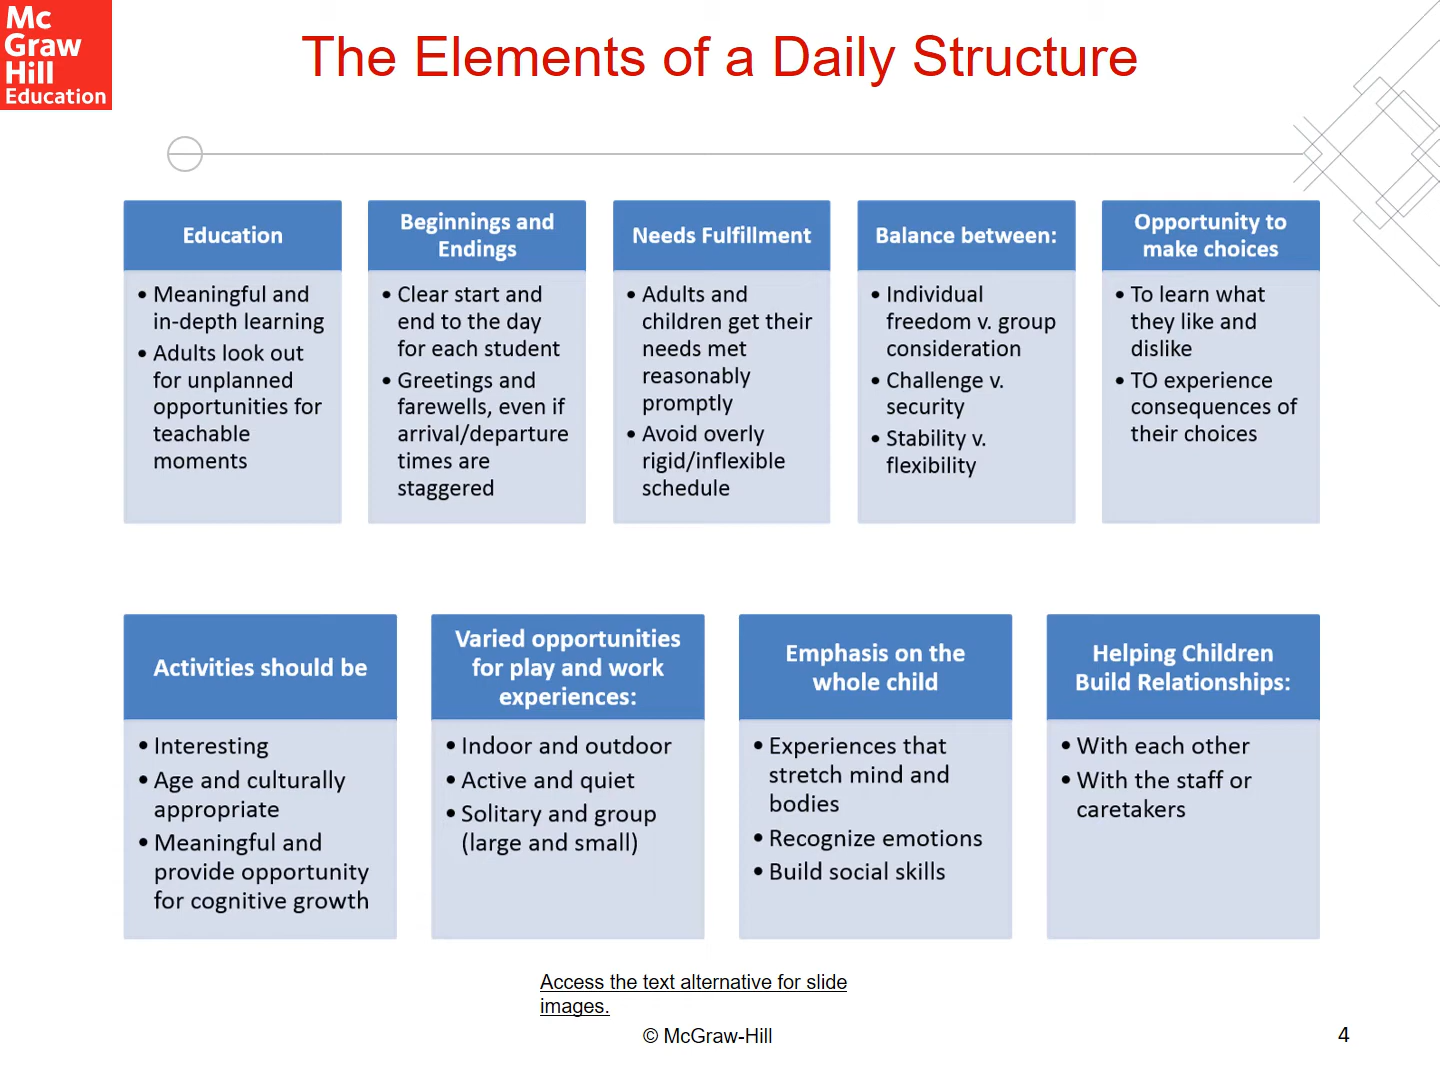 Mc
Graw
Hill
Education
The Elements of a Daily Structure
Education
• Meaningful and
in-depth learning
• Adults look out
for unplanned
opportunities for
teachable
moments
Beginnings and
Endings
• Clear start and
end to the day
for each student
• Greetings and
farewells, even if
arrival/departure
times are
staggered
Needs Fulfillment
• Adults and
children get their
needs met
reasonably
promptly
• Avoid overly
rigid/inflexible
schedule
Balance between:
• Individual
freedom v. group
consideration
• Challenge v.
security
• Stability v.
flexibility
Opportunity to
make choices
• To learn what
they like and
dislike
• TO experience
consequences of
their choices
Activities should be
• Interesting
• Age and culturally
appropriate
• Meaningful and
provide opportunity
for cognitive growth
Varied opportunities
for play and work
experiences:
• Indoor and outdoor
• Active and quiet
• Solitary and group
(large and small)
Emphasis on the
whole child
• Experiences that
stretch mind and
bodies
• Recognize emotions
• Build social skills
Helping Children
Build Relationships:
• With each other
• With the staff or
caretakers
Access the text alternative for slide
images.
© McGraw-Hill
4